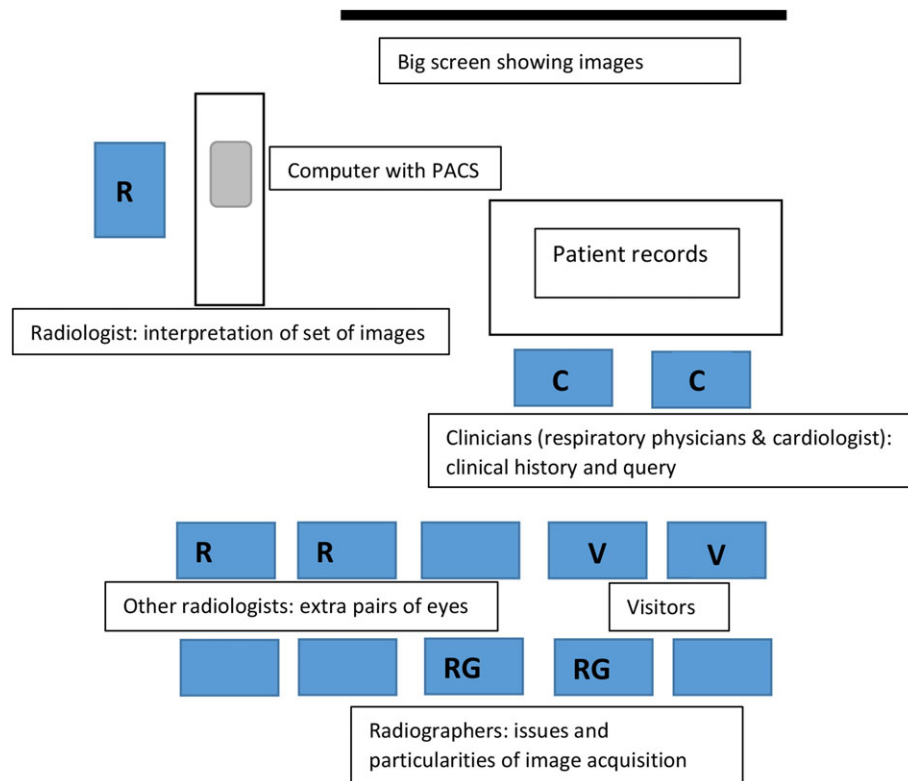 Big screen showing images
Computer with PACS
R
Patient records
Radiologist: interpretation of set of images
C
C
Clinicians (respiratory physicians & cardiologist):
clinical history and query
R
R
V
V
Other radiologists: extra pairs of eyes
Visitors
RG
RG
Radiographers: issues and
particularities of image acquisition